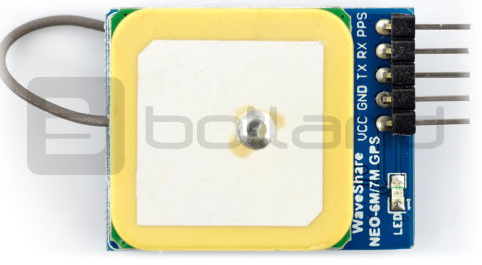 VCC GND TX RX PPS
WaveShare
NEO-6M/7M GPS
LED
botland